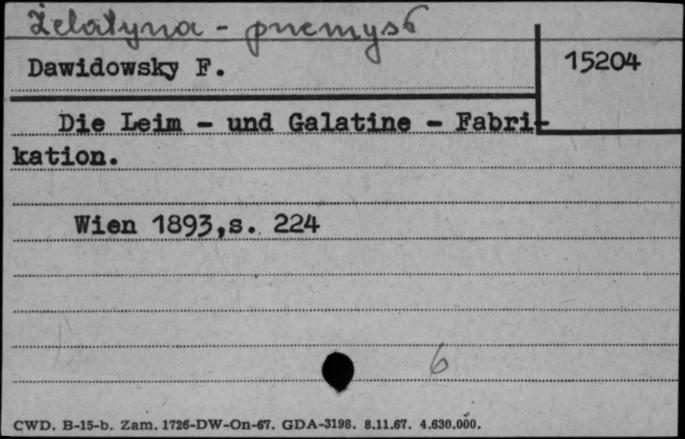 Żelatyna - przemysł
Dawidowsky F.
15204
Die Leim - und Galatine - Fabri-
kation.
Wien 1893,s. 224
6
CWD. B-15-b. Zam. 1726-DW-On-67. GDA-3198. 8.11.67. 4.630.000.